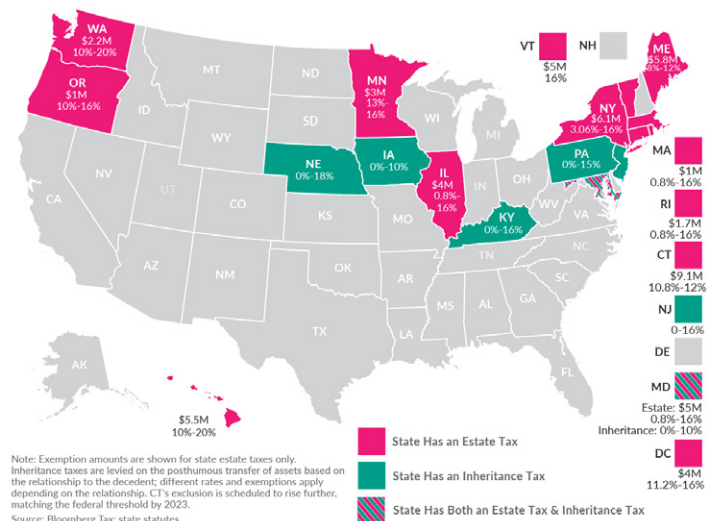 WA
$2.2M
10%-20%
OR
$1M
10%-16%
MT
ID
WY
NV
CA
UT
AZ
CO
NM
ND
SD
NE
0%-18%
KS
OK
TX
MN
$3M
13%-
16%
IA
0%-10%
MO
AR
LA
WI
IL
$4M
0.8%-
16%
MI
IN
OH
KY
0%-16%
TN
MS
AL
GA
FL
SC
NC
VA
WV
PA
0%-15%
NY
$6.1M
3.06%-16%
ME
$5.8M
8%-12%
VT
$5M
16%
NH
MA
$1M
0.8%-16%
RI
$1.7M
0.8%-16%
CT
$9.1M
10.8%-12%
NJ
0-16%
DE
MD
Estate: $5M
0.8%-16%
Inheritance: 0%-10%
DC
$4M
11.2%-16%
AK
$5.5M
10%-20%
State Has an Estate Tax
State Has an Inheritance Tax
State Has Both an Estate Tax & Inheritance Tax
Note: Exemption amounts are shown for state estate taxes only.
Inheritance taxes are levied on the posthumous transfer of assets based on
the relationship to the decedent; different rates and exemptions apply
depending on the relationship. CT's exclusion is scheduled to rise further,
matching the federal threshold by 2023.
Source: Bloomberg Tax; state statutes